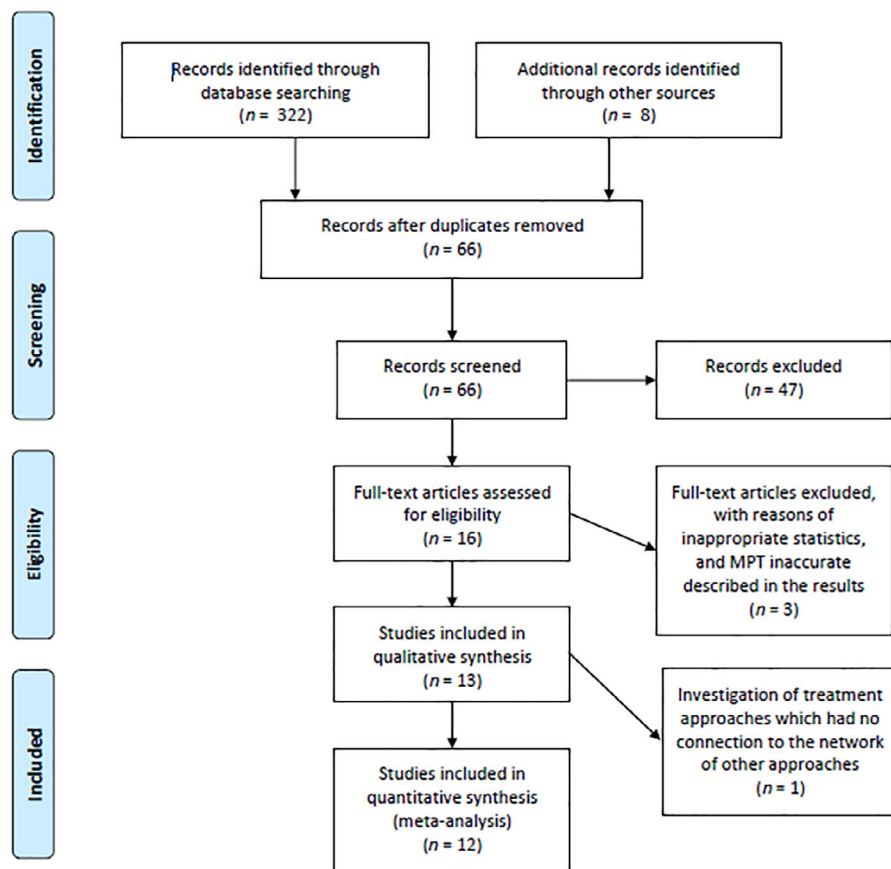 Identification
Records identified through
database searching
(n = 322)
Additional records identified
through other sources
(n = 8)
Records after duplicates removed
(n = 66)
Screening
Records screened
(n = 66)
Records excluded
(n = 47)
Eligibility
Full-text articles assessed
for eligibility
(n = 16)
Full-text articles excluded,
with reasons of
inappropriate statistics,
and MPT inaccurate
described in the results
(n = 3)
Studies included in
qualitative synthesis
(n = 13)
Included
Investigation of treatment
approaches which had no
connection to the network
of other approaches
(n = 1)
Studies included in
quantitative synthesis
(meta-analysis)
(n = 12)